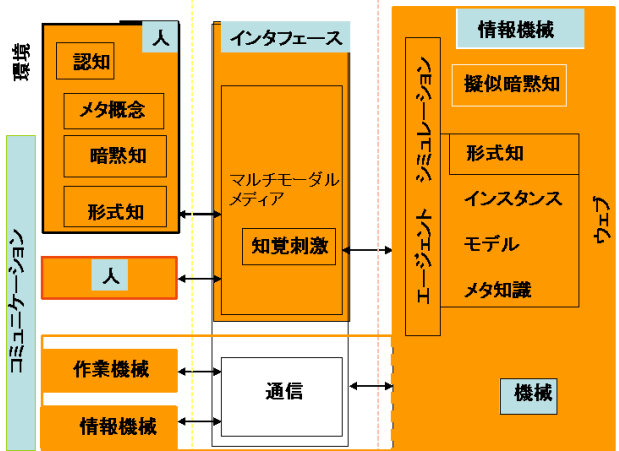 環境
人
認知
メタ概念
暗黙知
形式知
人
コミュニケーション
作業機械
情報機械
インタフェース
マルチモーダル
メディア
知覚刺激
通信
情報機械
エージェント シミュレーション
擬似暗黙知
形式知
インスタンス
モデル
メタ知識
ウェブ
機械